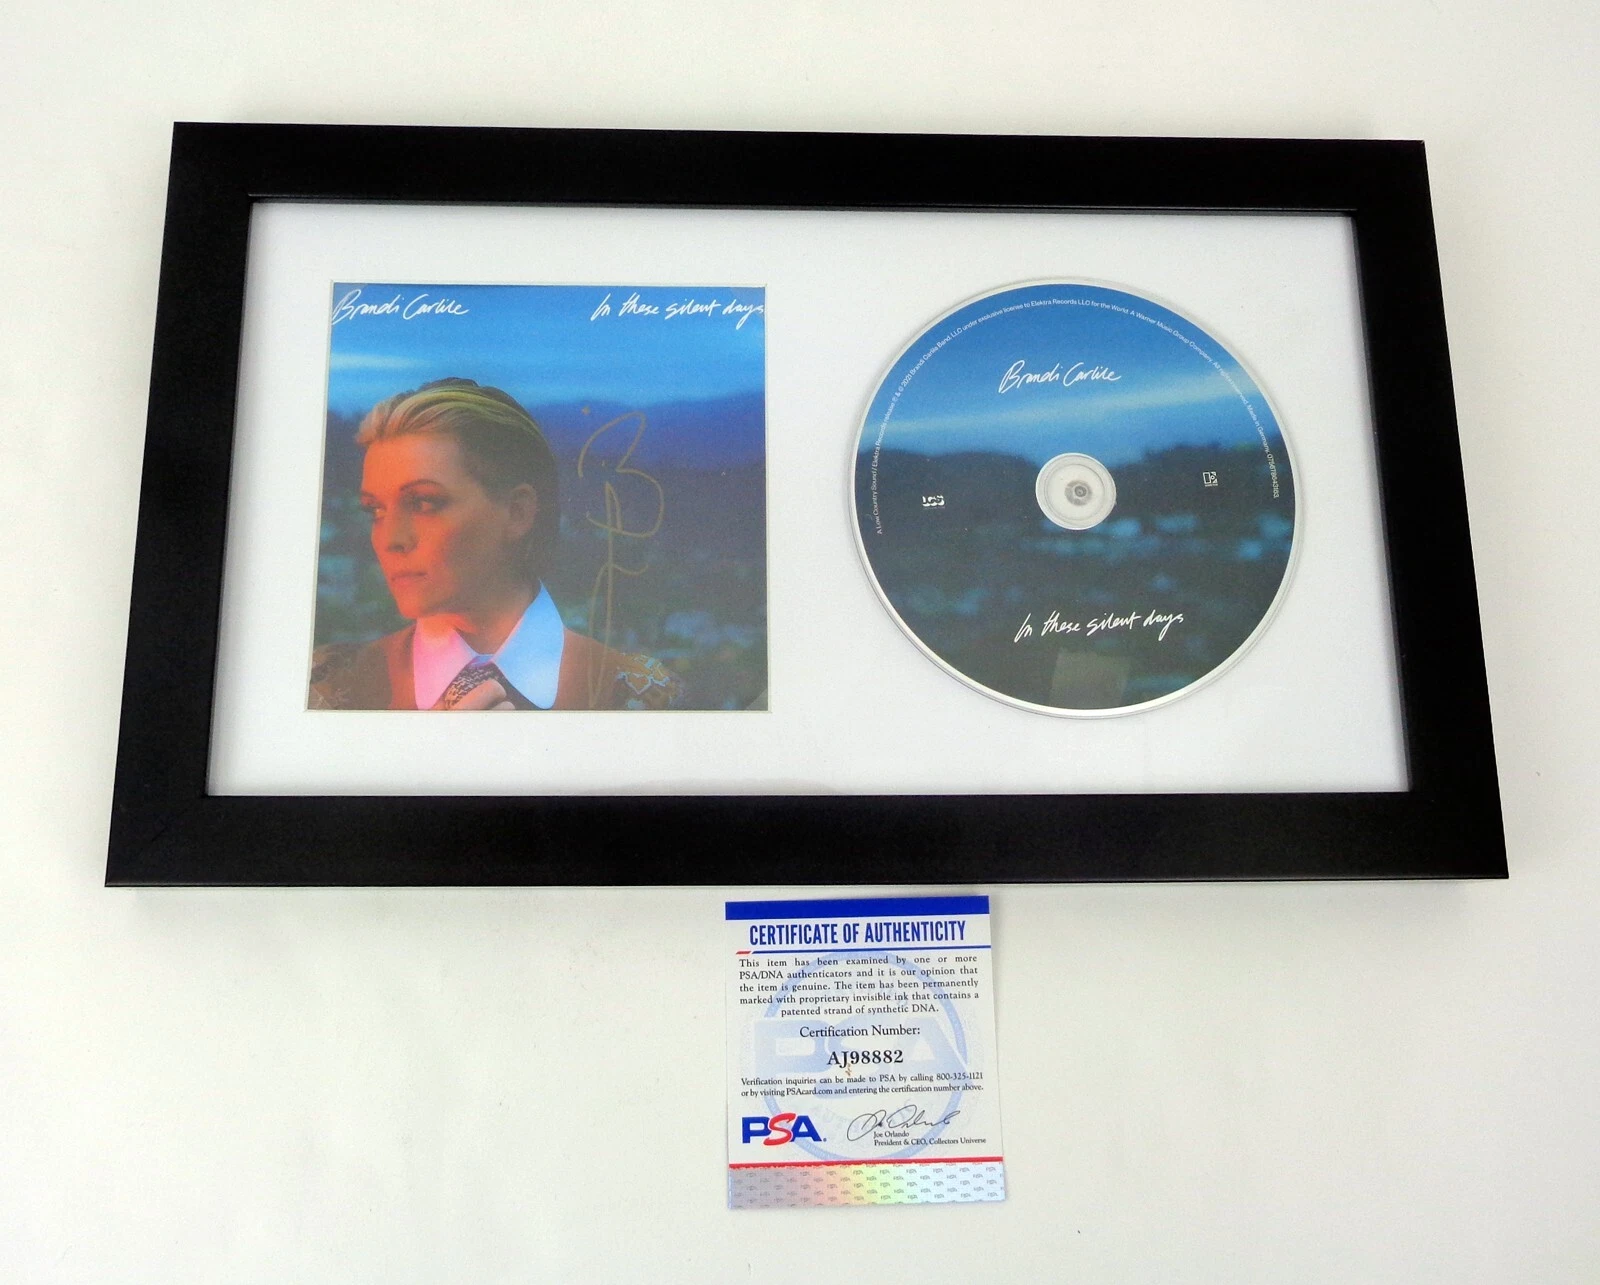 Brandi Carlile
In these silent days
Brandi Carlile
In these silent days
LCS
CERTIFICATE OF AUTHENTICITY
This item has been examined by one or more
PSA/DNA authenticators and it is our opinion that
the item is genuine. The item has been permanently
marked with proprietary invisible ink that contains a
patented strand of synthetic DNA.
Certification Number:
AJ98882
Verification inquiries can be made to PSA by calling 800-325-1121
or by visiting PSAcard.com and entering the certification number above.
PSA
Joe Orlando
President & CEO, Collectors Universe